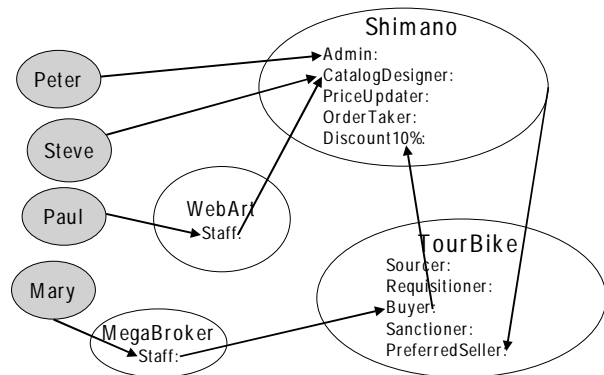 Shimano
Admin:
CatalogDesigner:
PriceUpdater:
OrderTaker:
Discount10%:
Peter
Steve
Paul
Mary
WebArt
Staff:
MegaBroker
Staff:
TourBike
Sourcer:
Requisitioner:
Buyer:
Sanctioner:
PreferredSeller: